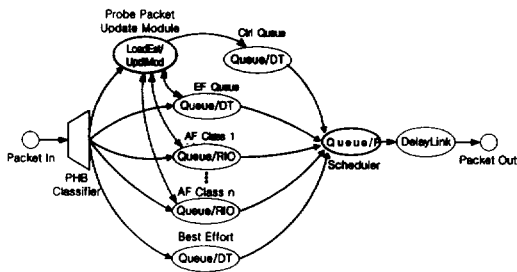 Probe Packet
Update Module
Ctrl Queue
LoadEst/
UpdMod
Queue/DT
EF Queue
Queue/DT
AF Class 1
Queue/RIO
Packet In
PHB
Classifier
Queue/P
Scheduler
DelayLink
Packet Out
AF Class n
Queue/RIO
Best Effort
Queue/DT